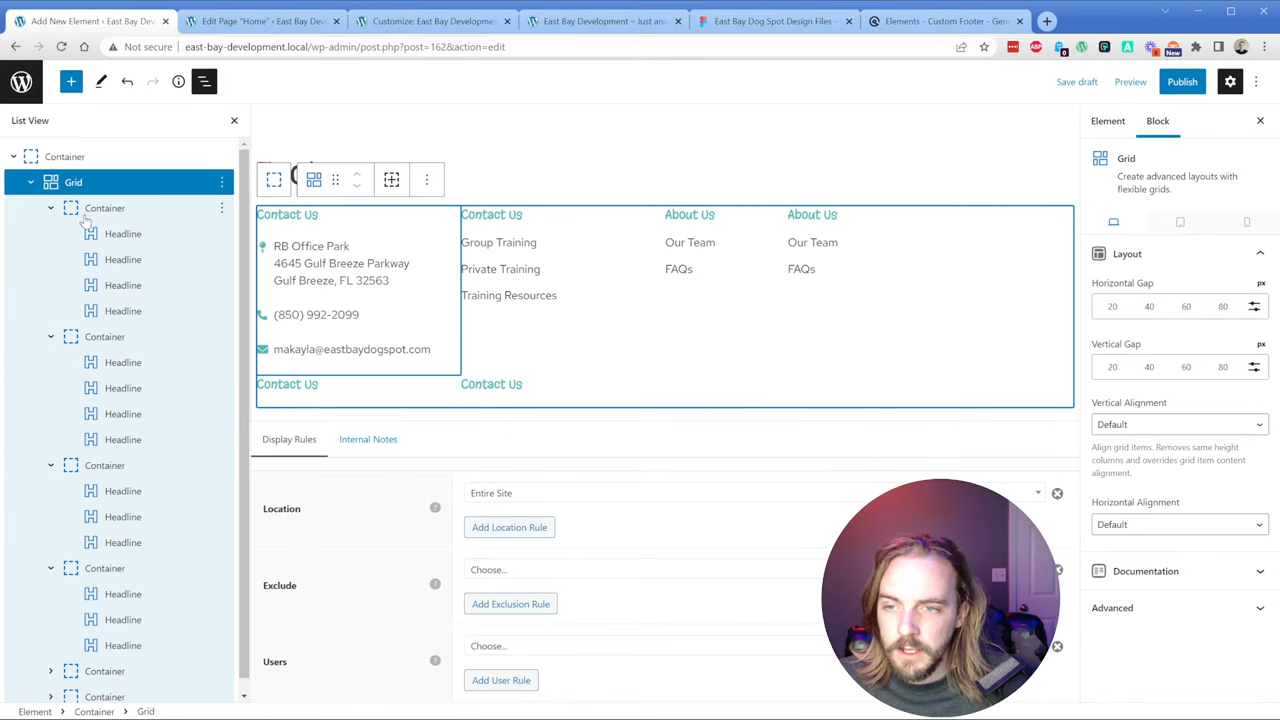 Add New Element ‹ East Bay Dev
Edit Page "Home" ‹ East Bay Deve
Customize: East Bay Development
East Bay Development – Just an
East Bay Dog Spot Design Files –
Elements - Custom Footer - Gene
Not secure
east-bay-development.local/wp-admin/post.php?post=162&action=edit
ABP
0
New
Save draft
Preview
Publish
List View
Container
Grid
Container
Headline
Headline
Headline
Headline
Container
Headline
Headline
Headline
Headline
Container
Headline
Headline
Headline
Container
Headline
Headline
Headline
Container
Container
Contact Us
RB Office Park
4645 Gulf Breeze Parkway
Gulf Breeze, FL 32563
(850) 992-2099
makayla@eastbaydogspot.com
Contact Us
Group Training
Private Training
Training Resources
About Us
Our Team
FAQs
About Us
Our Team
FAQs
Contact Us
Contact Us
Display Rules
Internal Notes
Location
?
Entire Site
Add Location Rule
Exclude
?
Choose...
Add Exclusion Rule
Users
?
Choose...
Add User Rule
Element
Block
Grid
Create advanced layouts with
flexible grids.
Layout
Horizontal Gap
px
20 40 60 80
Vertical Gap
px
20 40 60 80
Vertical Alignment
Default
Align grid items. Removes same height
columns and overrides grid item content
alignment.
Horizontal Alignment
Default
Documentation
Advanced
Element
Container
Grid